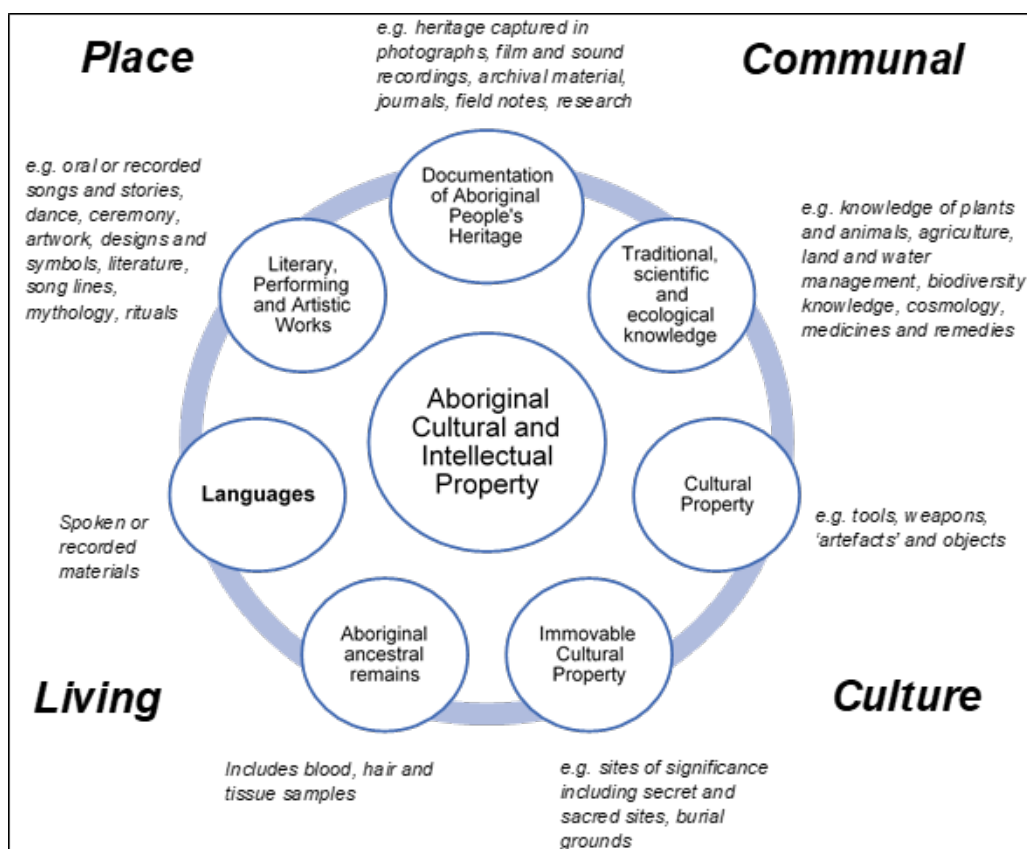 Place
e.g. heritage captured in
photographs, film and sound
recordings, archival material,
journals, field notes, research
Communal
e.g. oral or recorded
songs and stories,
dance, ceremony,
artwork, designs and
symbols, literature,
song lines,
mythology, rituals
Documentation
of Aboriginal
People's
Heritage
Literary,
Performing
and Artistic
Works
Traditional,
scientific
and
ecological
knowledge
e.g. knowledge of plants
and animals, agriculture,
land and water
management, biodiversity
knowledge, cosmology,
medicines and remedies
Aboriginal
Cultural and
Intellectual
Property
Languages
Spoken or
recorded
materials
Cultural
Property
e.g. tools, weapons,
‘artefacts’ and objects
Aboriginal
ancestral
remains
Immovable
Cultural
Property
Living
Culture
Includes blood, hair and
tissue samples
e.g. sites of significance
including secret and
sacred sites, burial
grounds